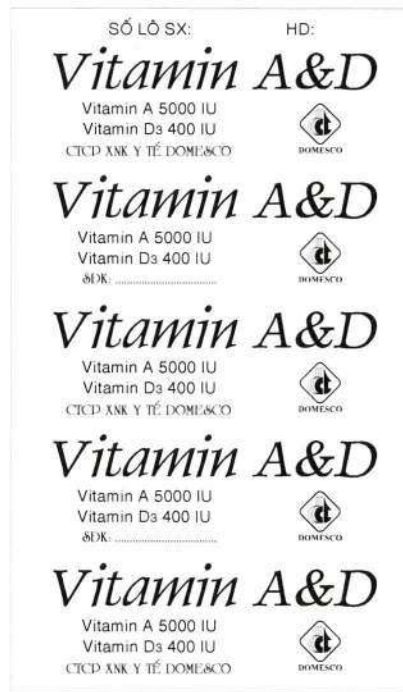 SỐ LÔ SX: HD:
Vitamin A&D
Vitamin A 5000 IU
Vitamin D3 400 IU
CTCP XNK Y TẾ DOMESCO
DOMESCO
Vitamin A&D
Vitamin A 5000 IU
Vitamin D3 400 IU
SĐK: ..................................
DOMESCO
Vitamin A&D
Vitamin A 5000 IU
Vitamin D3 400 IU
CTCP XNK Y TẾ DOMESCO
DOMESCO
Vitamin A&D
Vitamin A 5000 IU
Vitamin D3 400 IU
SĐK: ..................................
DOMESCO
Vitamin A&D
Vitamin A 5000 IU
Vitamin D3 400 IU
CTCP XNK Y TẾ DOMESCO
DOMESCO